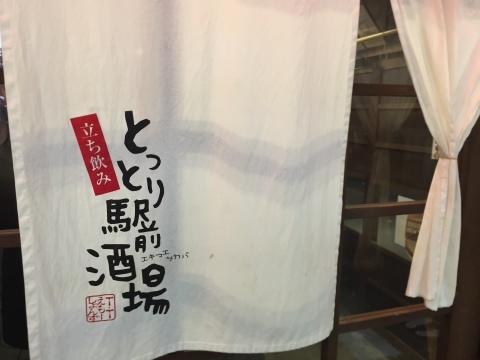 立ち飲み
とっとり駅前酒場
エキマエサカバ